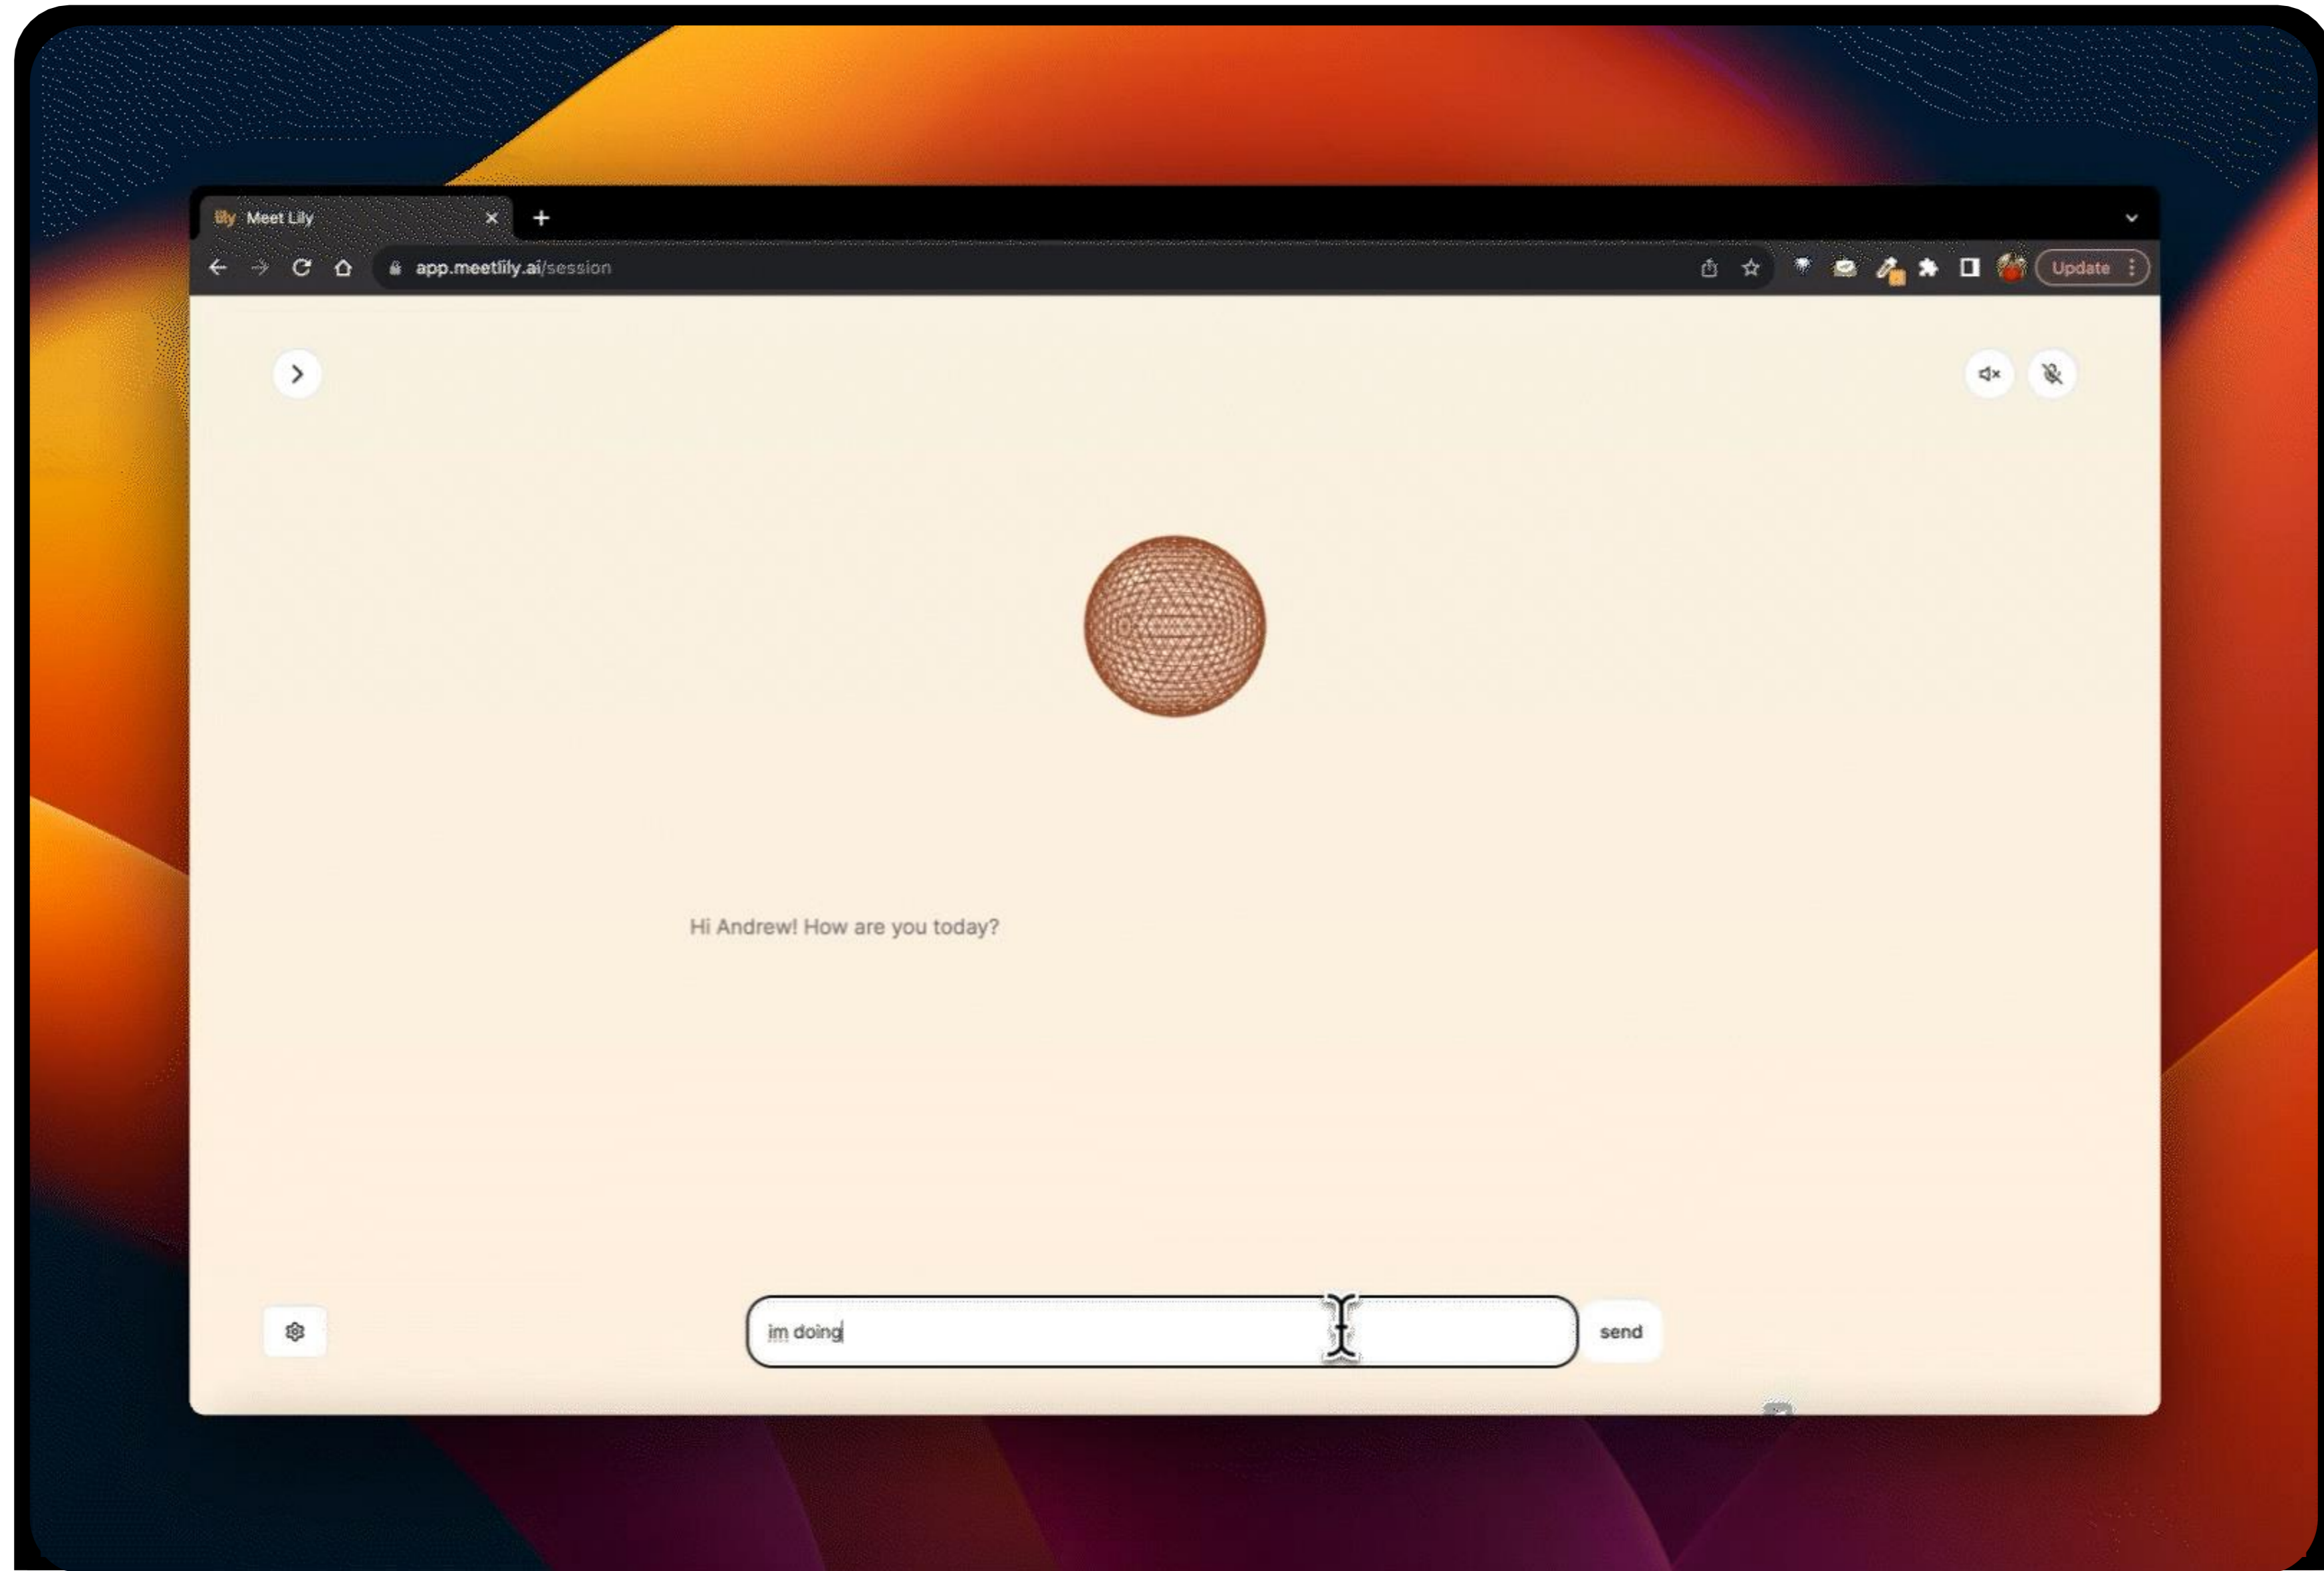 lily Meet Lily
app.meetlily.ai/session
Update
Hi Andrew! How are you today?
im doing
send